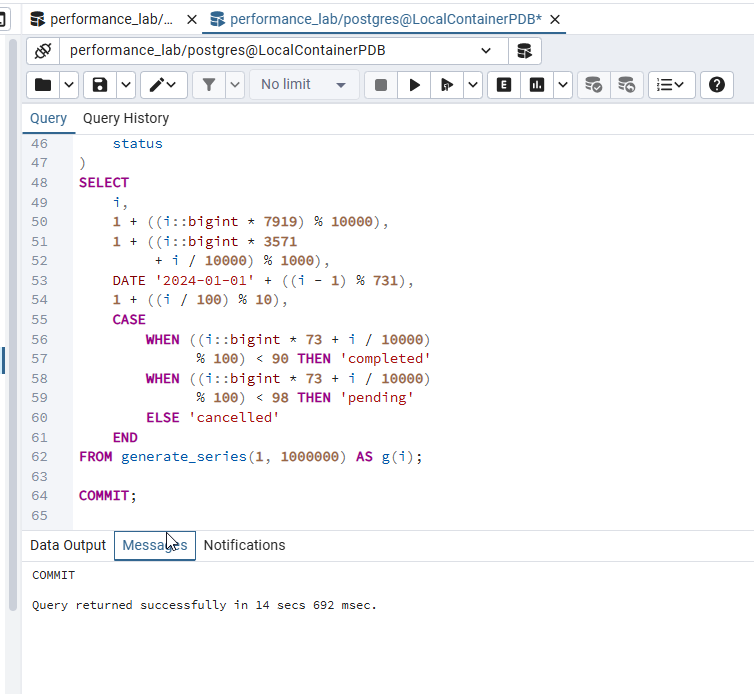 performance_lab/... performance_lab/postgres@LocalContainerPDB*
performance_lab/postgres@LocalContainerPDB
No limit
Query Query History
46 status
47 )
48 SELECT
49 i,
50 1 + ((i::bigint * 7919) % 10000),
51 1 + ((i::bigint * 3571
52 + i / 10000) % 1000),
53 DATE '2024-01-01' + ((i - 1) % 731),
54 1 + ((i / 100) % 10),
55 CASE
56 WHEN ((i::bigint * 73 + i / 10000)
57 % 100) < 90 THEN 'completed'
58 WHEN ((i::bigint * 73 + i / 10000)
59 % 100) < 98 THEN 'pending'
60 ELSE 'cancelled'
61 END
62 FROM generate_series(1, 1000000) AS g(i);
63
64 COMMIT;
65
Data Output Messages Notifications
COMMIT
Query returned successfully in 14 secs 692 msec.